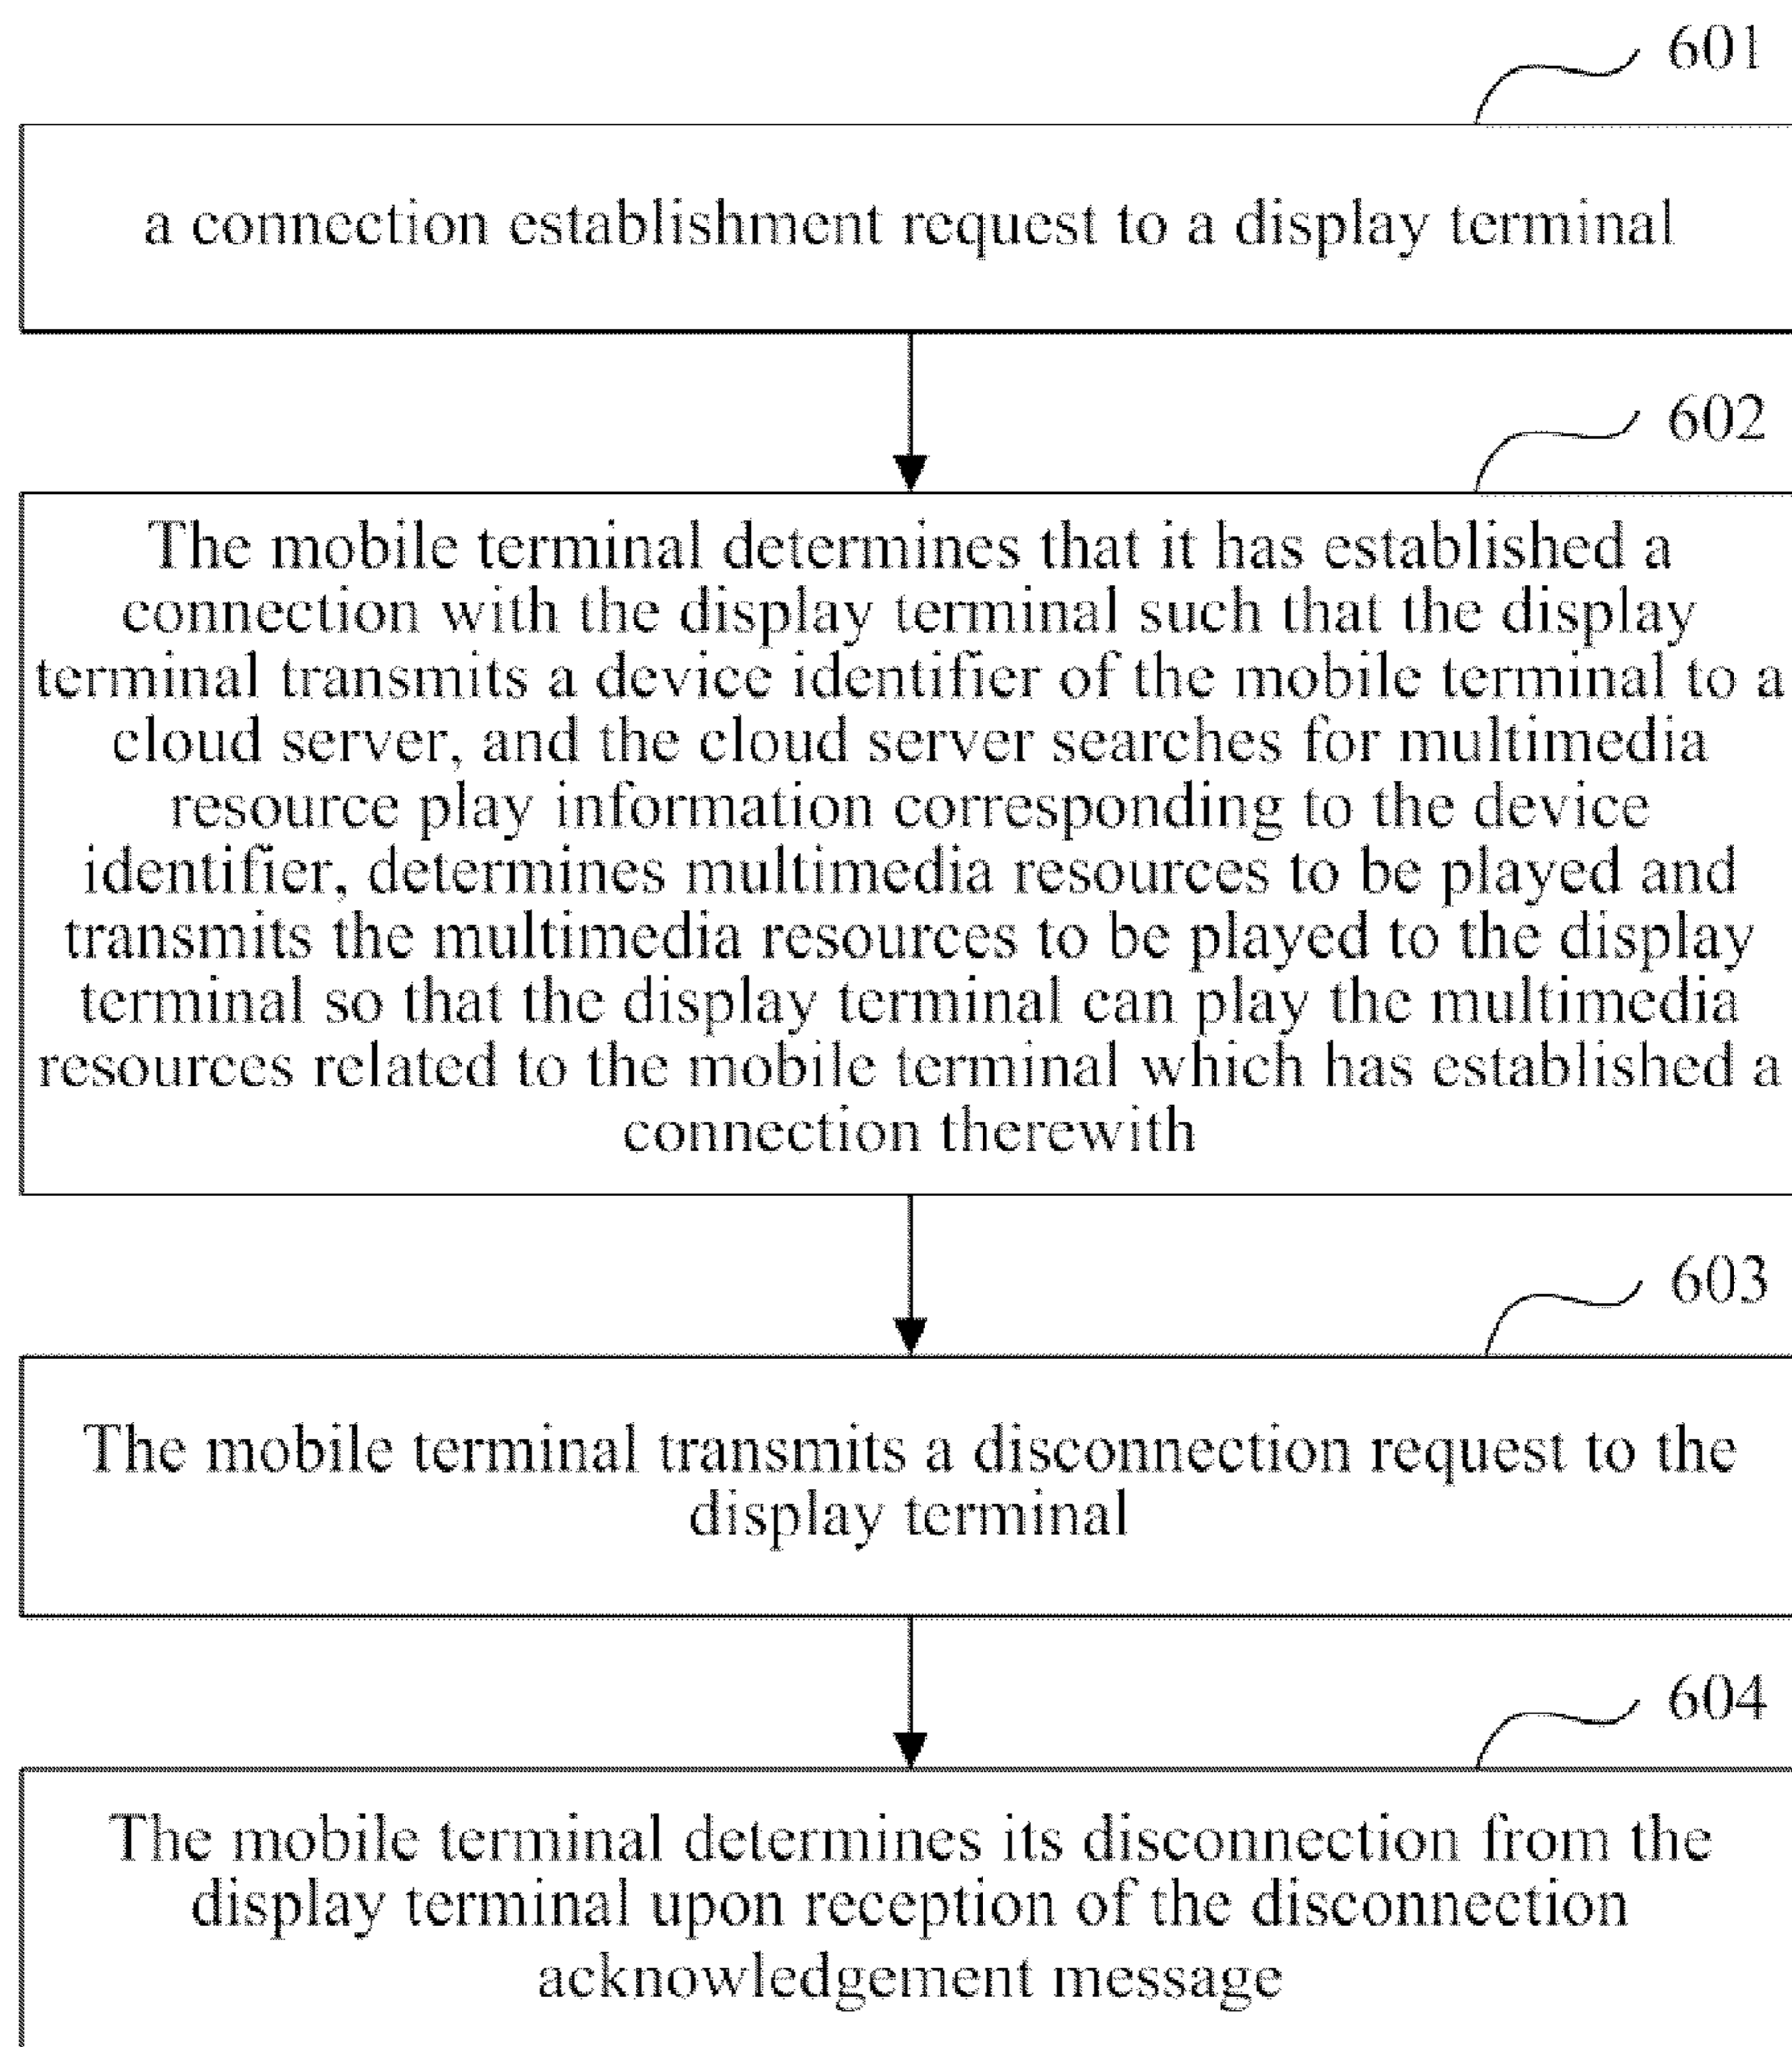 601
a connection establishment request to a display terminal
602
The mobile terminal determines that it has established a
connection with the display terminal such that the display
terminal transmits a device identifier of the mobile terminal to a
cloud server, and the cloud server searches for multimedia
resource play information corresponding to the device
identifier, determines multimedia resources to be played and
transmits the multimedia resources to be played to the display
terminal so that the display terminal can play the multimedia
resources related to the mobile terminal which has established a
connection therewith
603
The mobile terminal transmits a disconnection request to the
display terminal
604
The mobile terminal determines its disconnection from the
display terminal upon reception of the disconnection
acknowledgement message